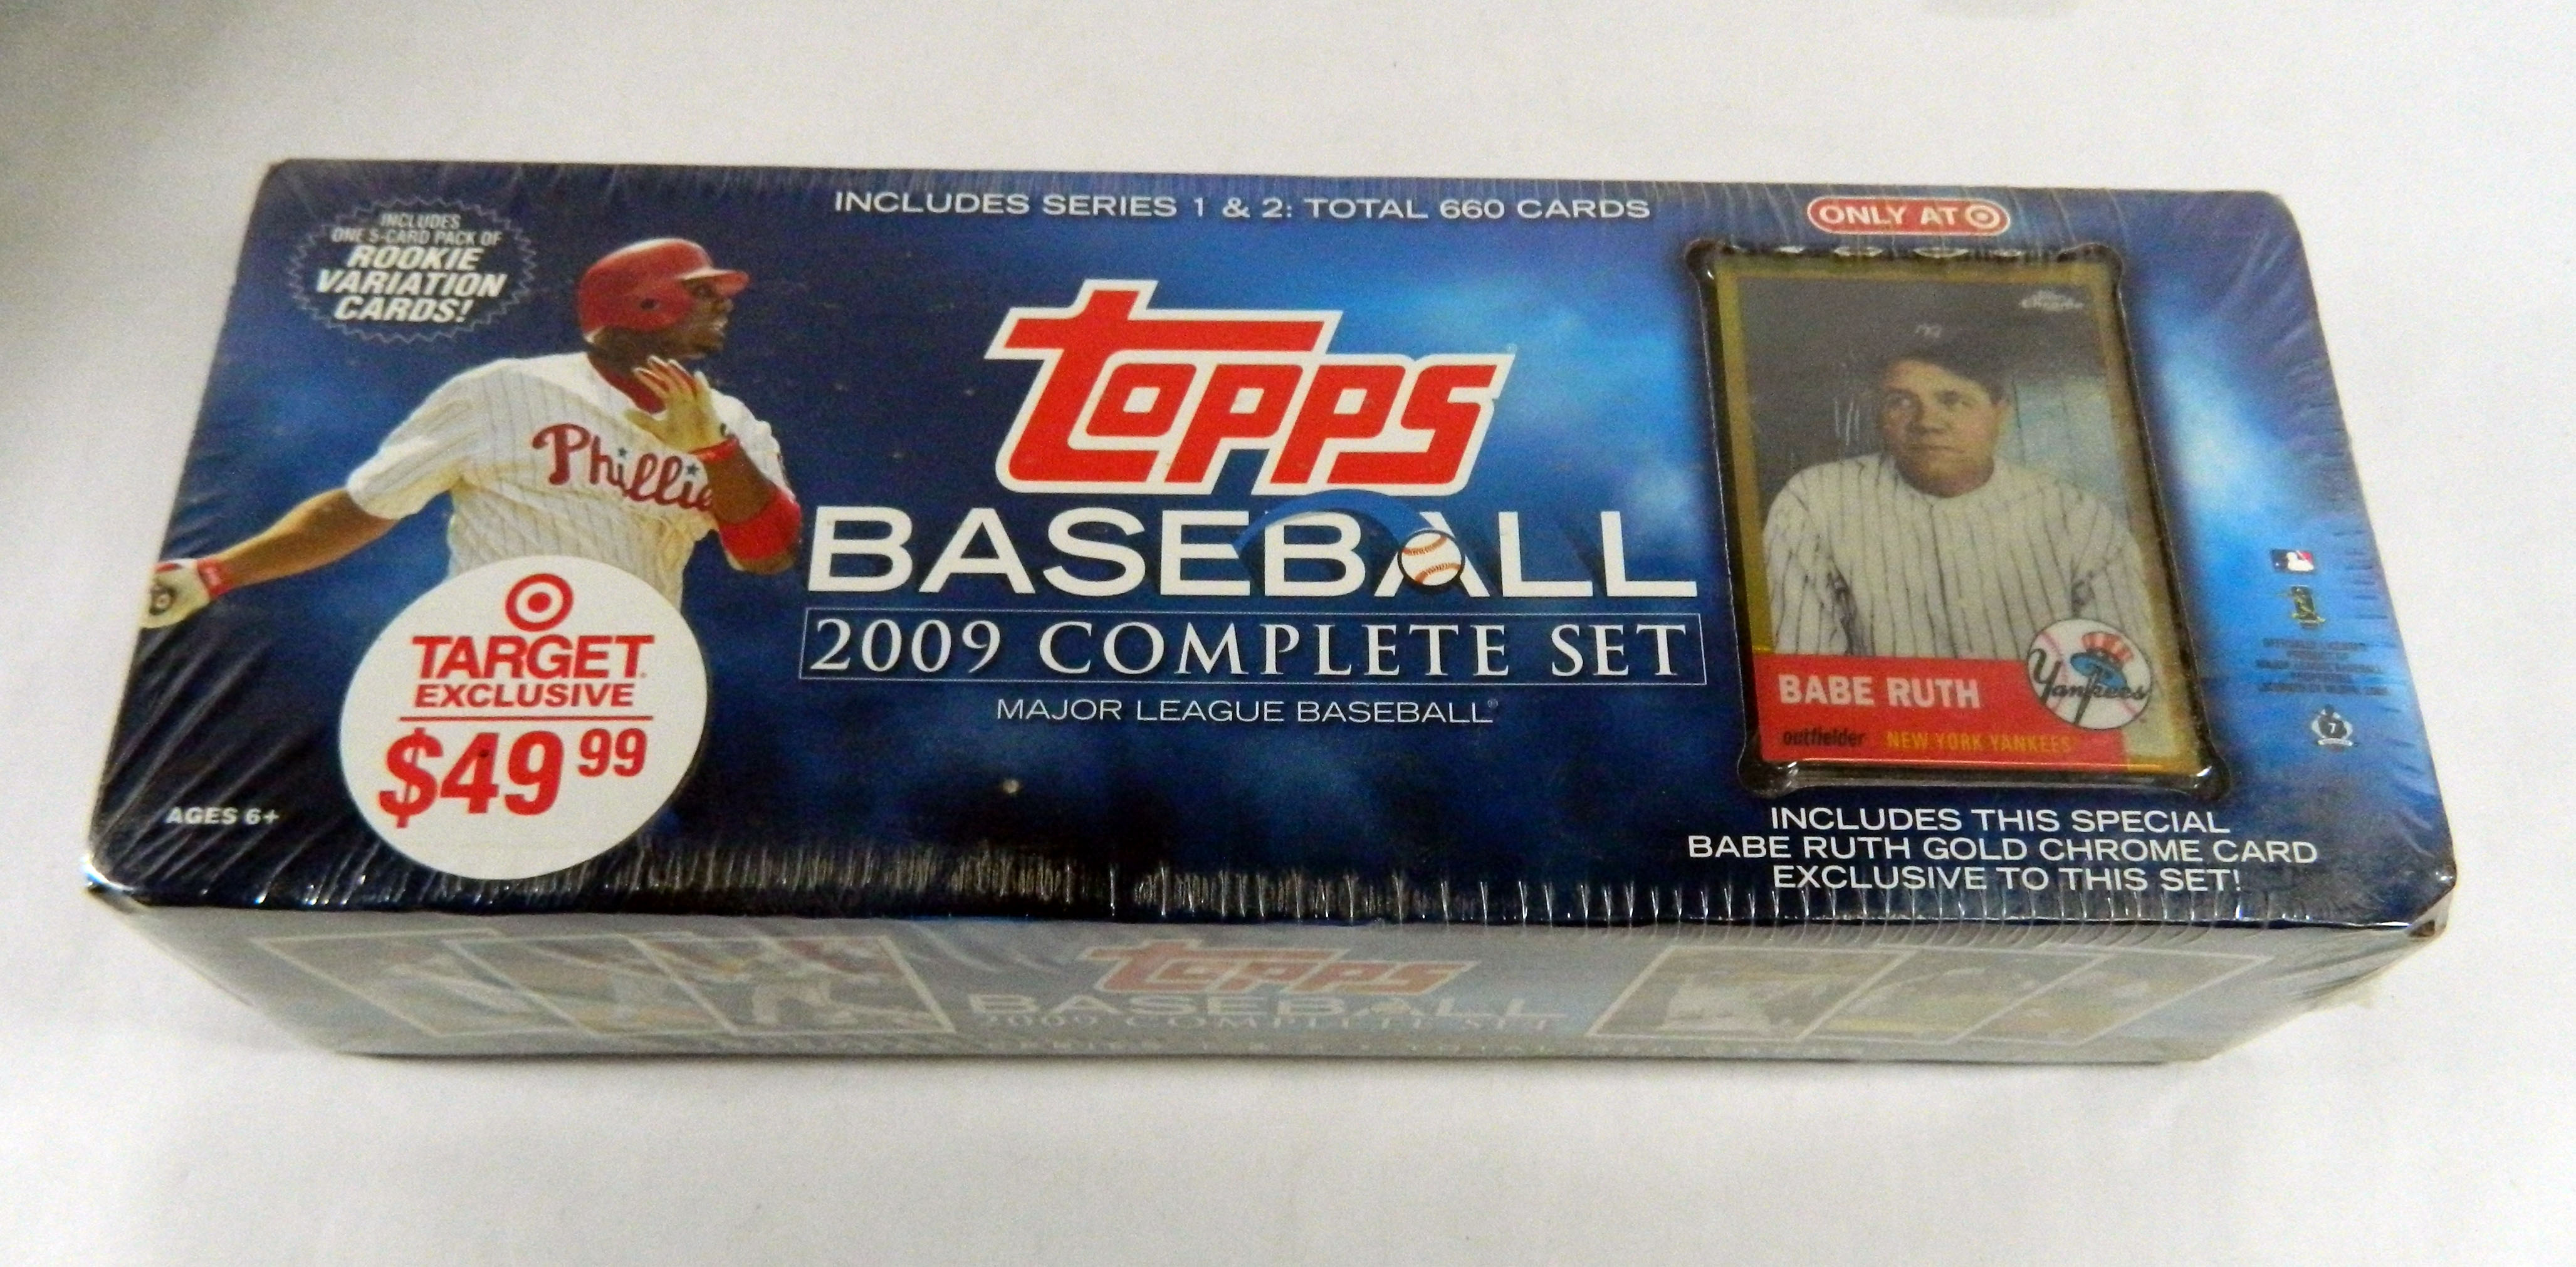 INCLUDES SERIES 1 & 2: TOTAL 660 CARDS
ONLY AT
INCLUDES
ONE 5-CARD PACK OF
ROOKIE
VARIATION
CARDS!
Topps Chrome
topps
Phillie
BASEBALL
2009 COMPLETE SET
MAJOR LEAGUE BASEBALL®
TARGET
EXCLUSIVE
$49 99
AGES 6+
Yankees
BABE RUTH
outfielder NEW YORK YANKEES
INCLUDES THIS SPECIAL
BABE RUTH GOLD CHROME CARD
EXCLUSIVE TO THIS SET!
topps
BASEBALL
2009 COMPLETE SET